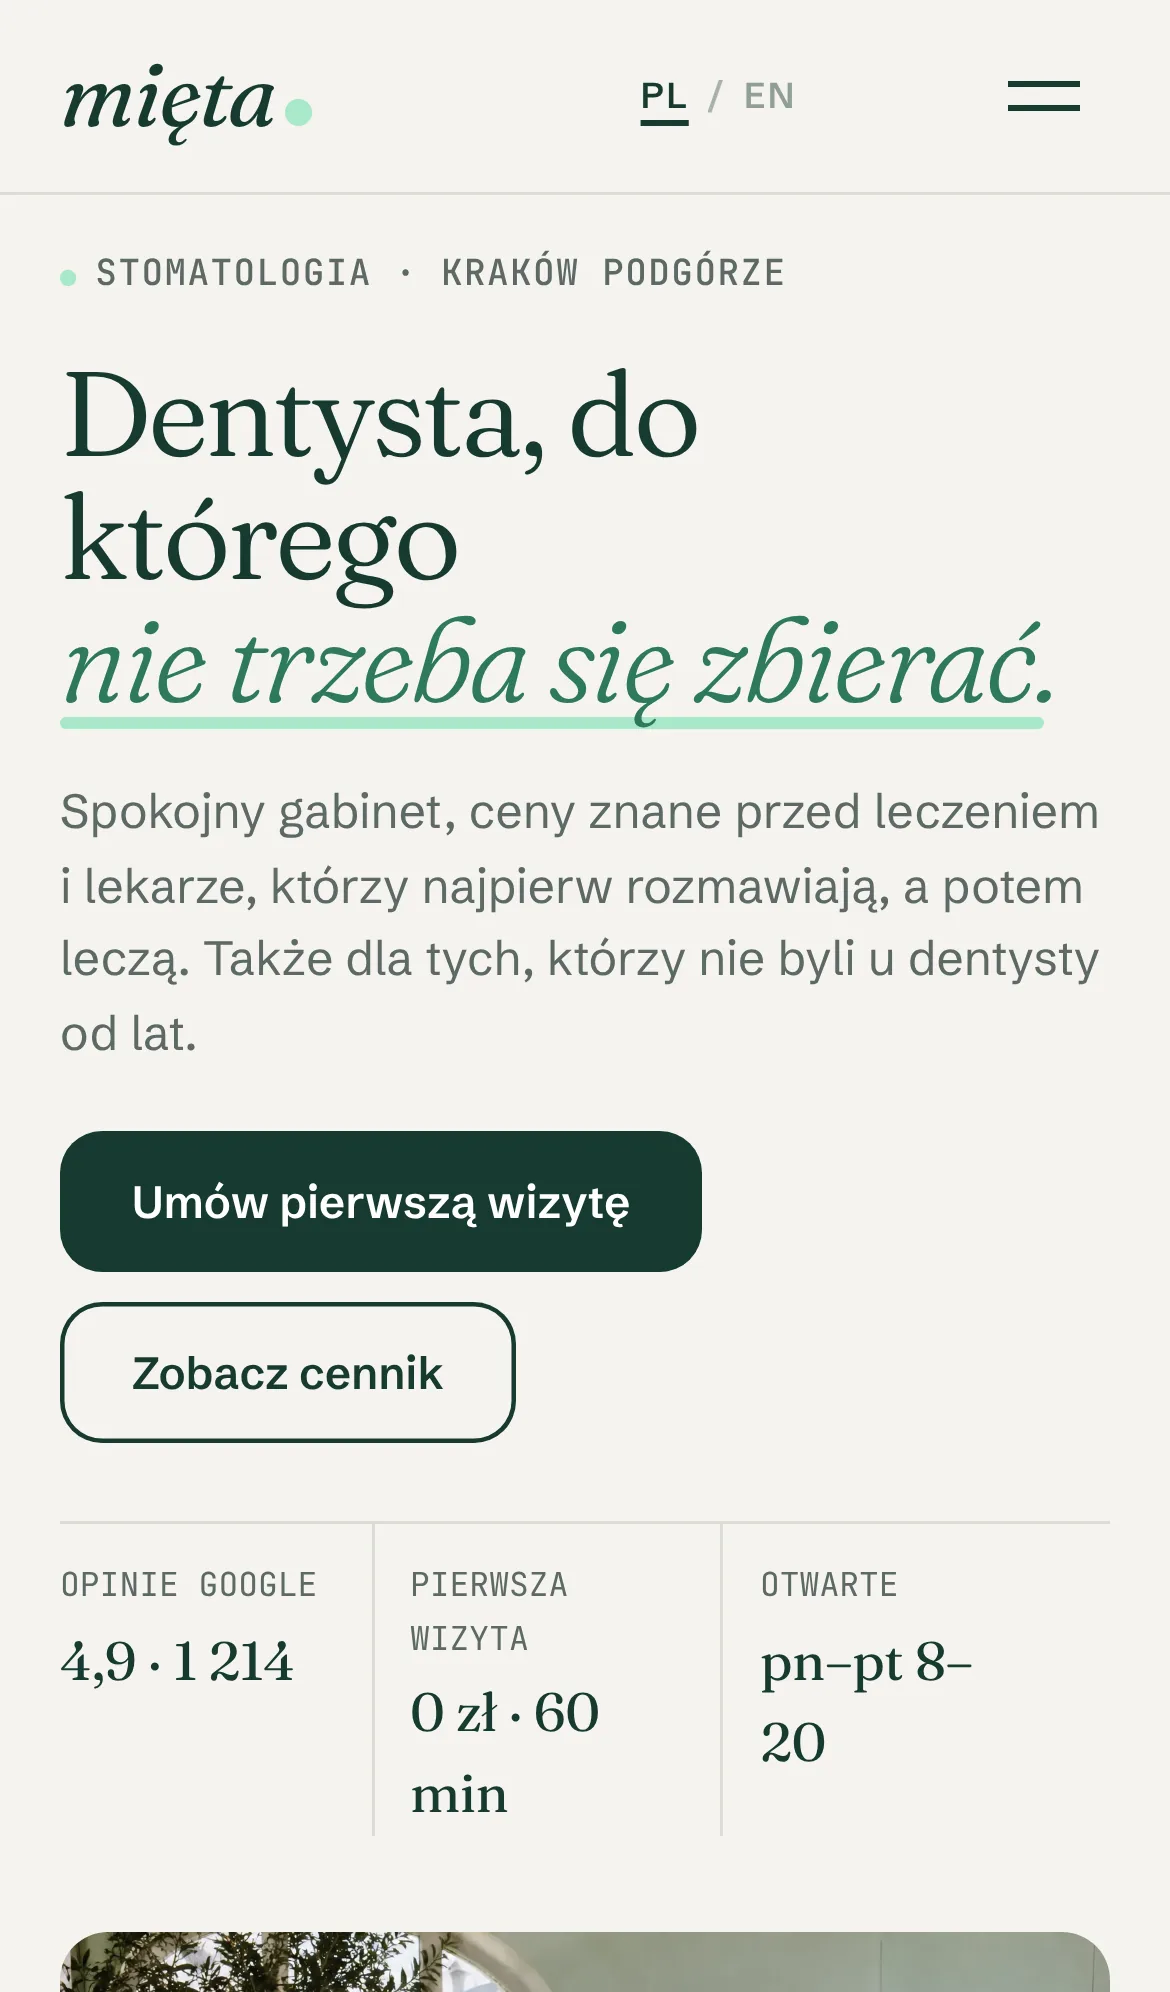 mięta
PL / EN
STOMATOLOGIA · KRAKÓW PODGÓRZE
Dentysta, do
którego
nie trzeba się zbierać.
Spokojny gabinet, ceny znane przed leczeniem
i lekarze, którzy najpierw rozmawiają, a potem
leczą. Także dla tych, którzy nie byli u dentysty
od lat.
Umów pierwszą wizytę
Zobacz cennik
OPINIE GOOGLE
4,9 · 1 214
PIERWSZA
WIZYTA
0 zł · 60
min
OTWARTE
pn–pt 8–
20